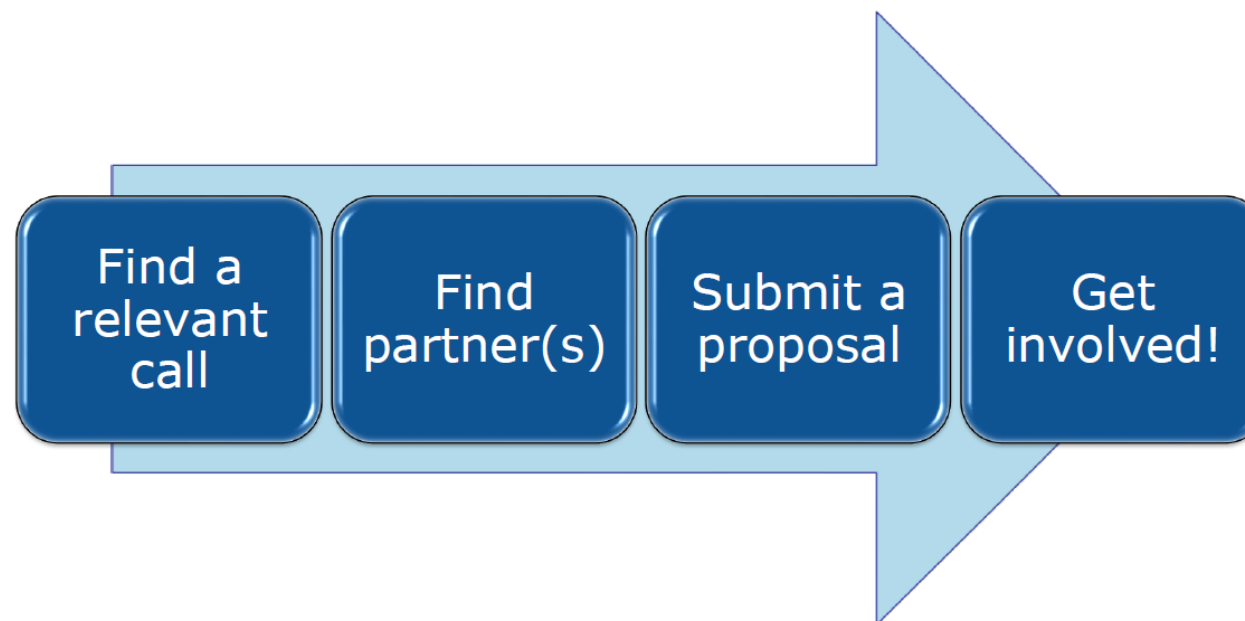 Find a
relevant
call
Find
partner(s)
Submit a
proposal
Get
involved!